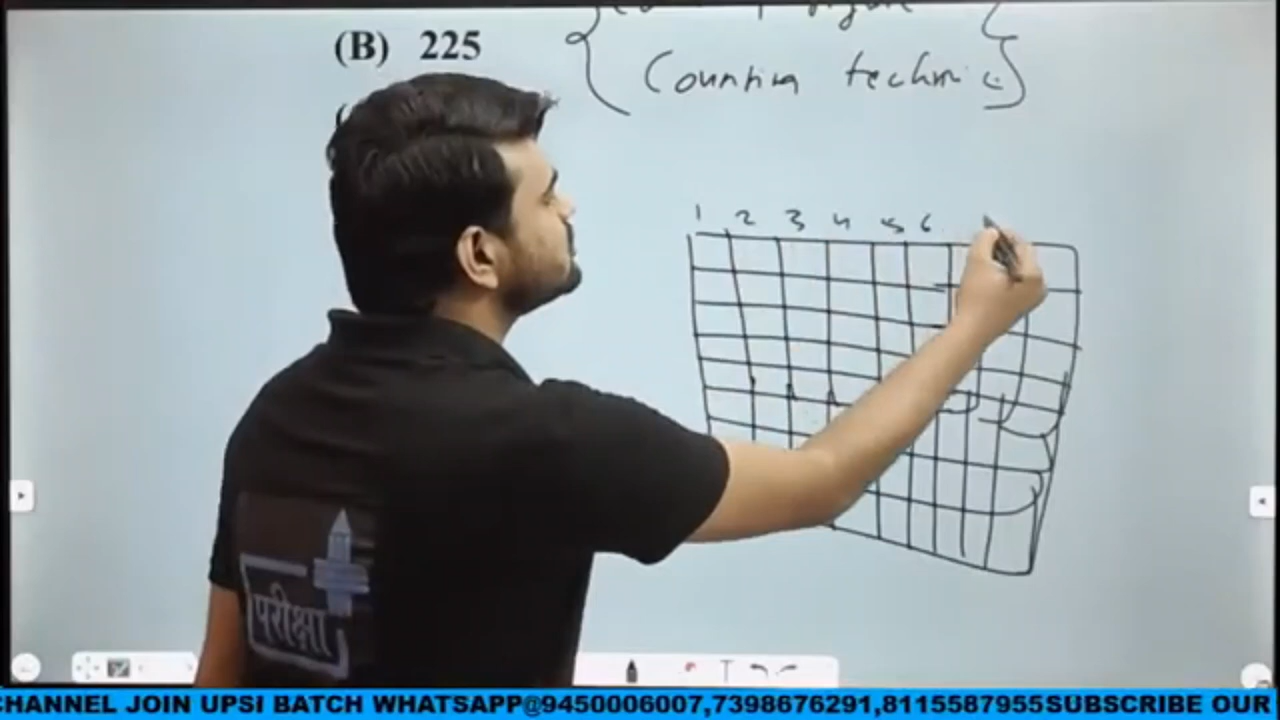 (B) 225
Counting technic
1 2 3 4 5 6
परीक्षा
CHANNEL JOIN UPSI BATCH WHATSAPP@9450006007,7398676291,8115587955SUBSCRIBE OUR